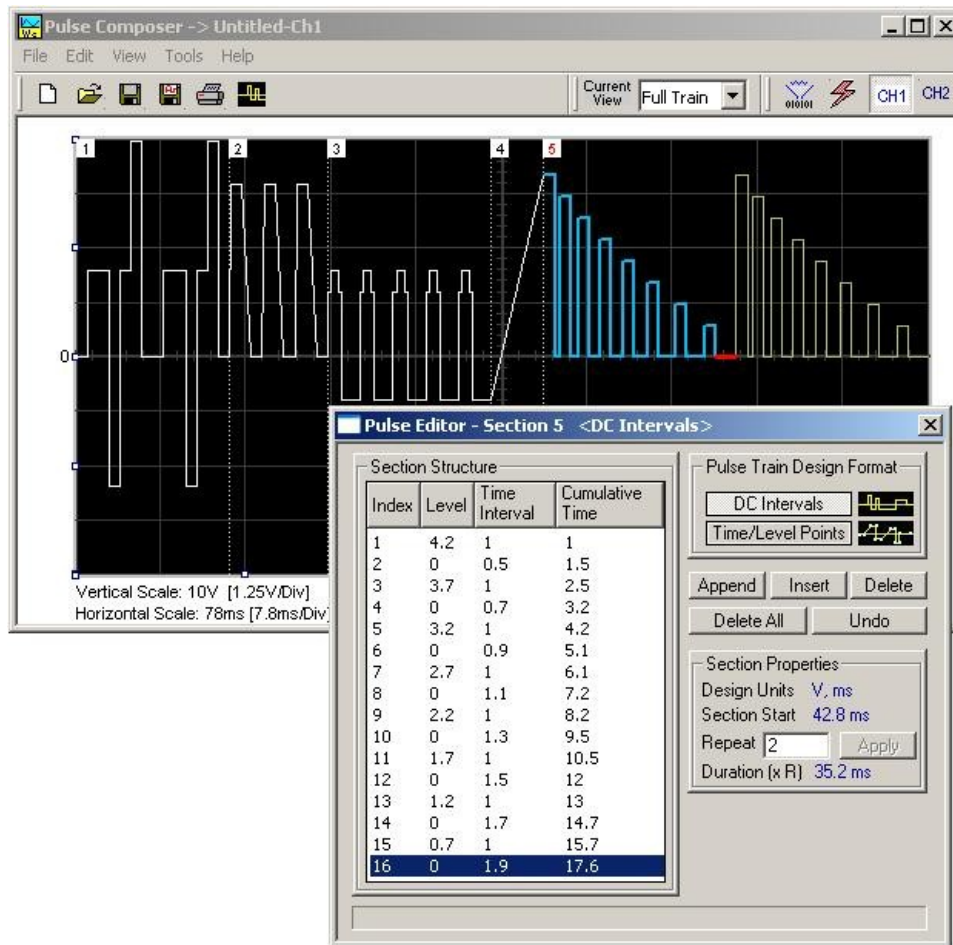 Pulse Composer -> Untitled-Ch1
File Edit View Tools Help
Current View Full Train CH1 CH2
1 2 3 4 5
0
Vertical Scale: 10V [1.25V/Div]
Horizontal Scale: 78ms [7.8ms/Div]
Pulse Editor - Section 5 <DC Intervals>
Section Structure
Index Level Time Interval Cumulative Time
1 4.2 1 1
2 0 0.5 1.5
3 3.7 1 2.5
4 0 0.7 3.2
5 3.2 1 4.2
6 0 0.9 5.1
7 2.7 1 6.1
8 0 1.1 7.2
9 2.2 1 8.2
10 0 1.3 9.5
11 1.7 1 10.5
12 0 1.5 12
13 1.2 1 13
14 0 1.7 14.7
15 0.7 1 15.7
16 0 1.9 17.6
Pulse Train Design Format
DC Intervals
Time/Level Points
Append Insert Delete
Delete All Undo
Section Properties
Design Units V, ms
Section Start 42.8 ms
Repeat 2 Apply
Duration (x R) 35.2 ms